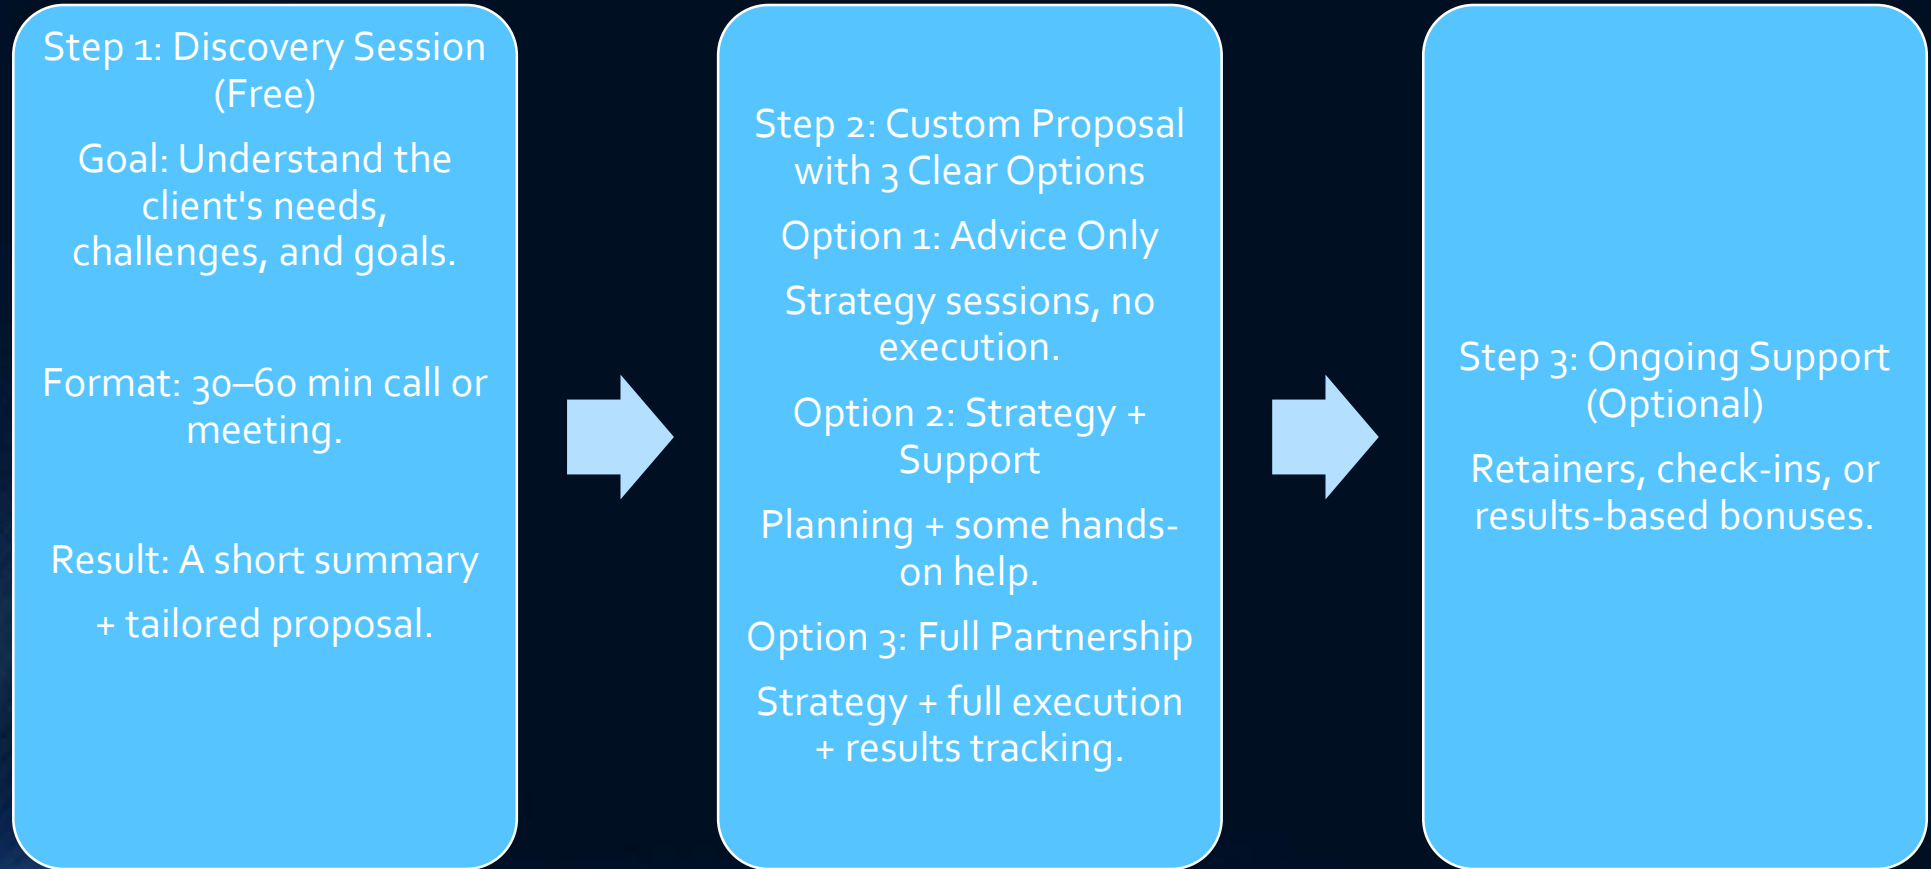 Step 1: Discovery Session
(Free)
Goal: Understand the
client's needs,
challenges, and goals.
Format: 30–60 min call or
meeting.
Result: A short summary
+ tailored proposal.
Step 2: Custom Proposal
with 3 Clear Options
Option 1: Advice Only
Strategy sessions, no
execution.
Option 2: Strategy +
Support
Planning + some hands-
on help.
Option 3: Full Partnership
Strategy + full execution
+ results tracking.
Step 3: Ongoing Support
(Optional)
Retainers, check-ins, or
results-based bonuses.